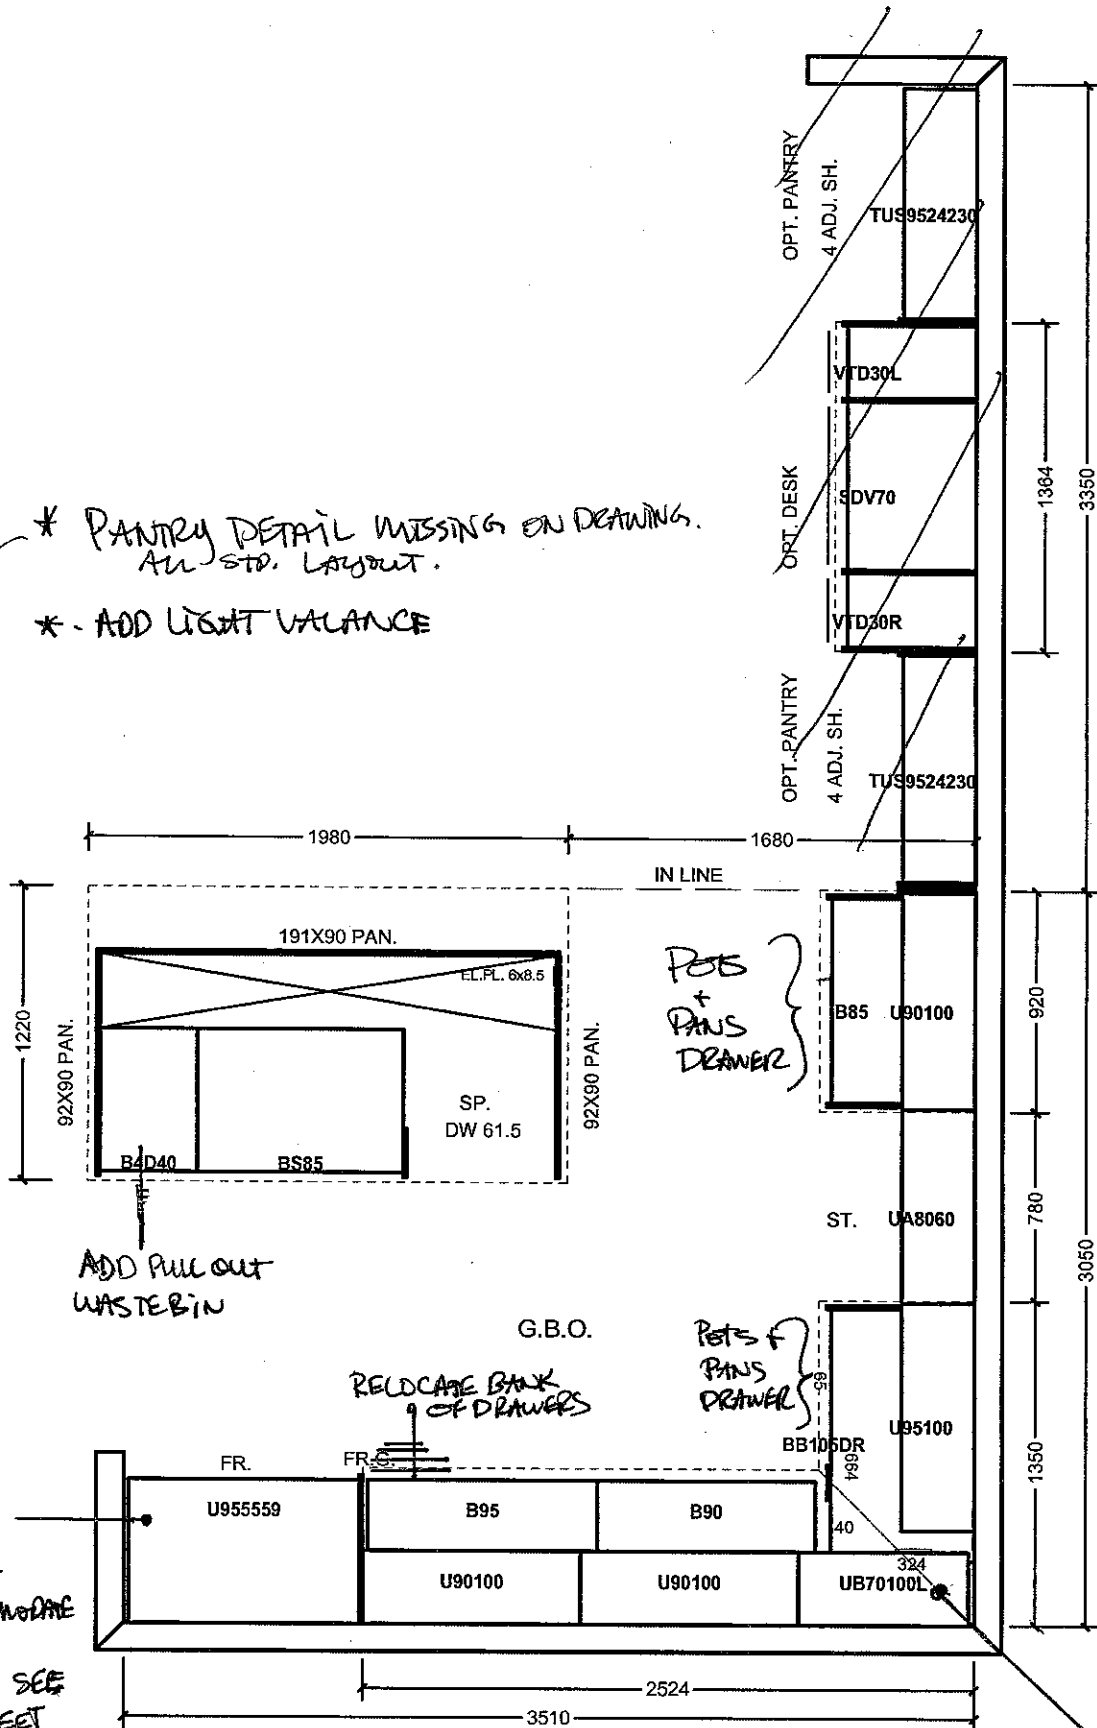 OPT. PANTRY
4 ADJ. SH.
TUS9524230
VTD30L
OPT. DESK
SDV70
1364
3350
VTD30R
* PANTRY DETAIL MISSING ON DRAWING.
ALL STD. LAYOUT.
* - ADD LIGHT VALANCE
OPT. PANTRY
4 ADJ. SH.
TUS9524230
1980
1680
IN LINE
191X90 PAN.
EL.PL. 6x8.5
1220
92X90 PAN.
92X90 PAN.
SP.
DW 61.5
B4D40
BS85
POTS
+
PANS
DRAWER
B85
U90100
920
ST.
UA8060
780
3050
ADD PULL OUT
WASTEBIN
G.B.O.
POTS +
PANS
DRAWER
65
U95100
BB105DR
664
1350
RELOCATE BANK
OF DRAWERS
FR.
FR.G.
U955559
B95
B90
40
324
U90100
U90100
UB70100L
SEE
2524
3510